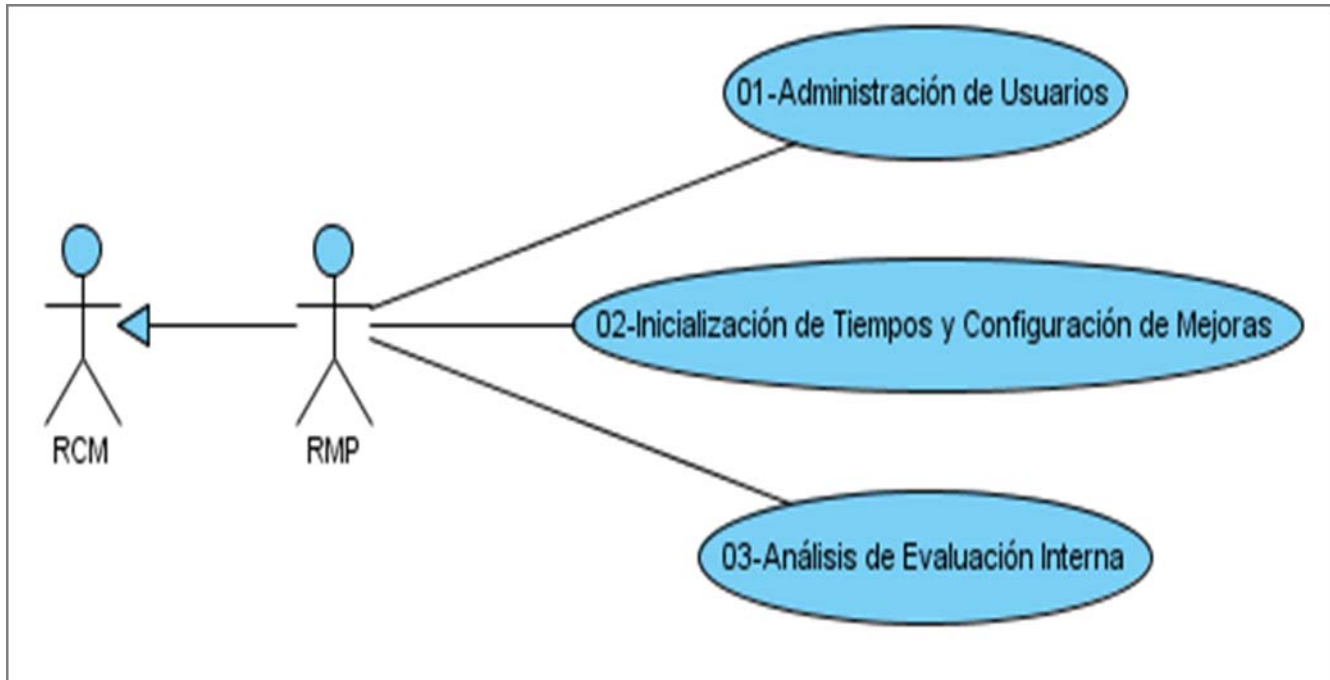 01-Administración de Usuarios
02-Inicialización de Tiempos y Configuración de Mejoras
RCM
RMP
03-Análisis de Evaluación Interna